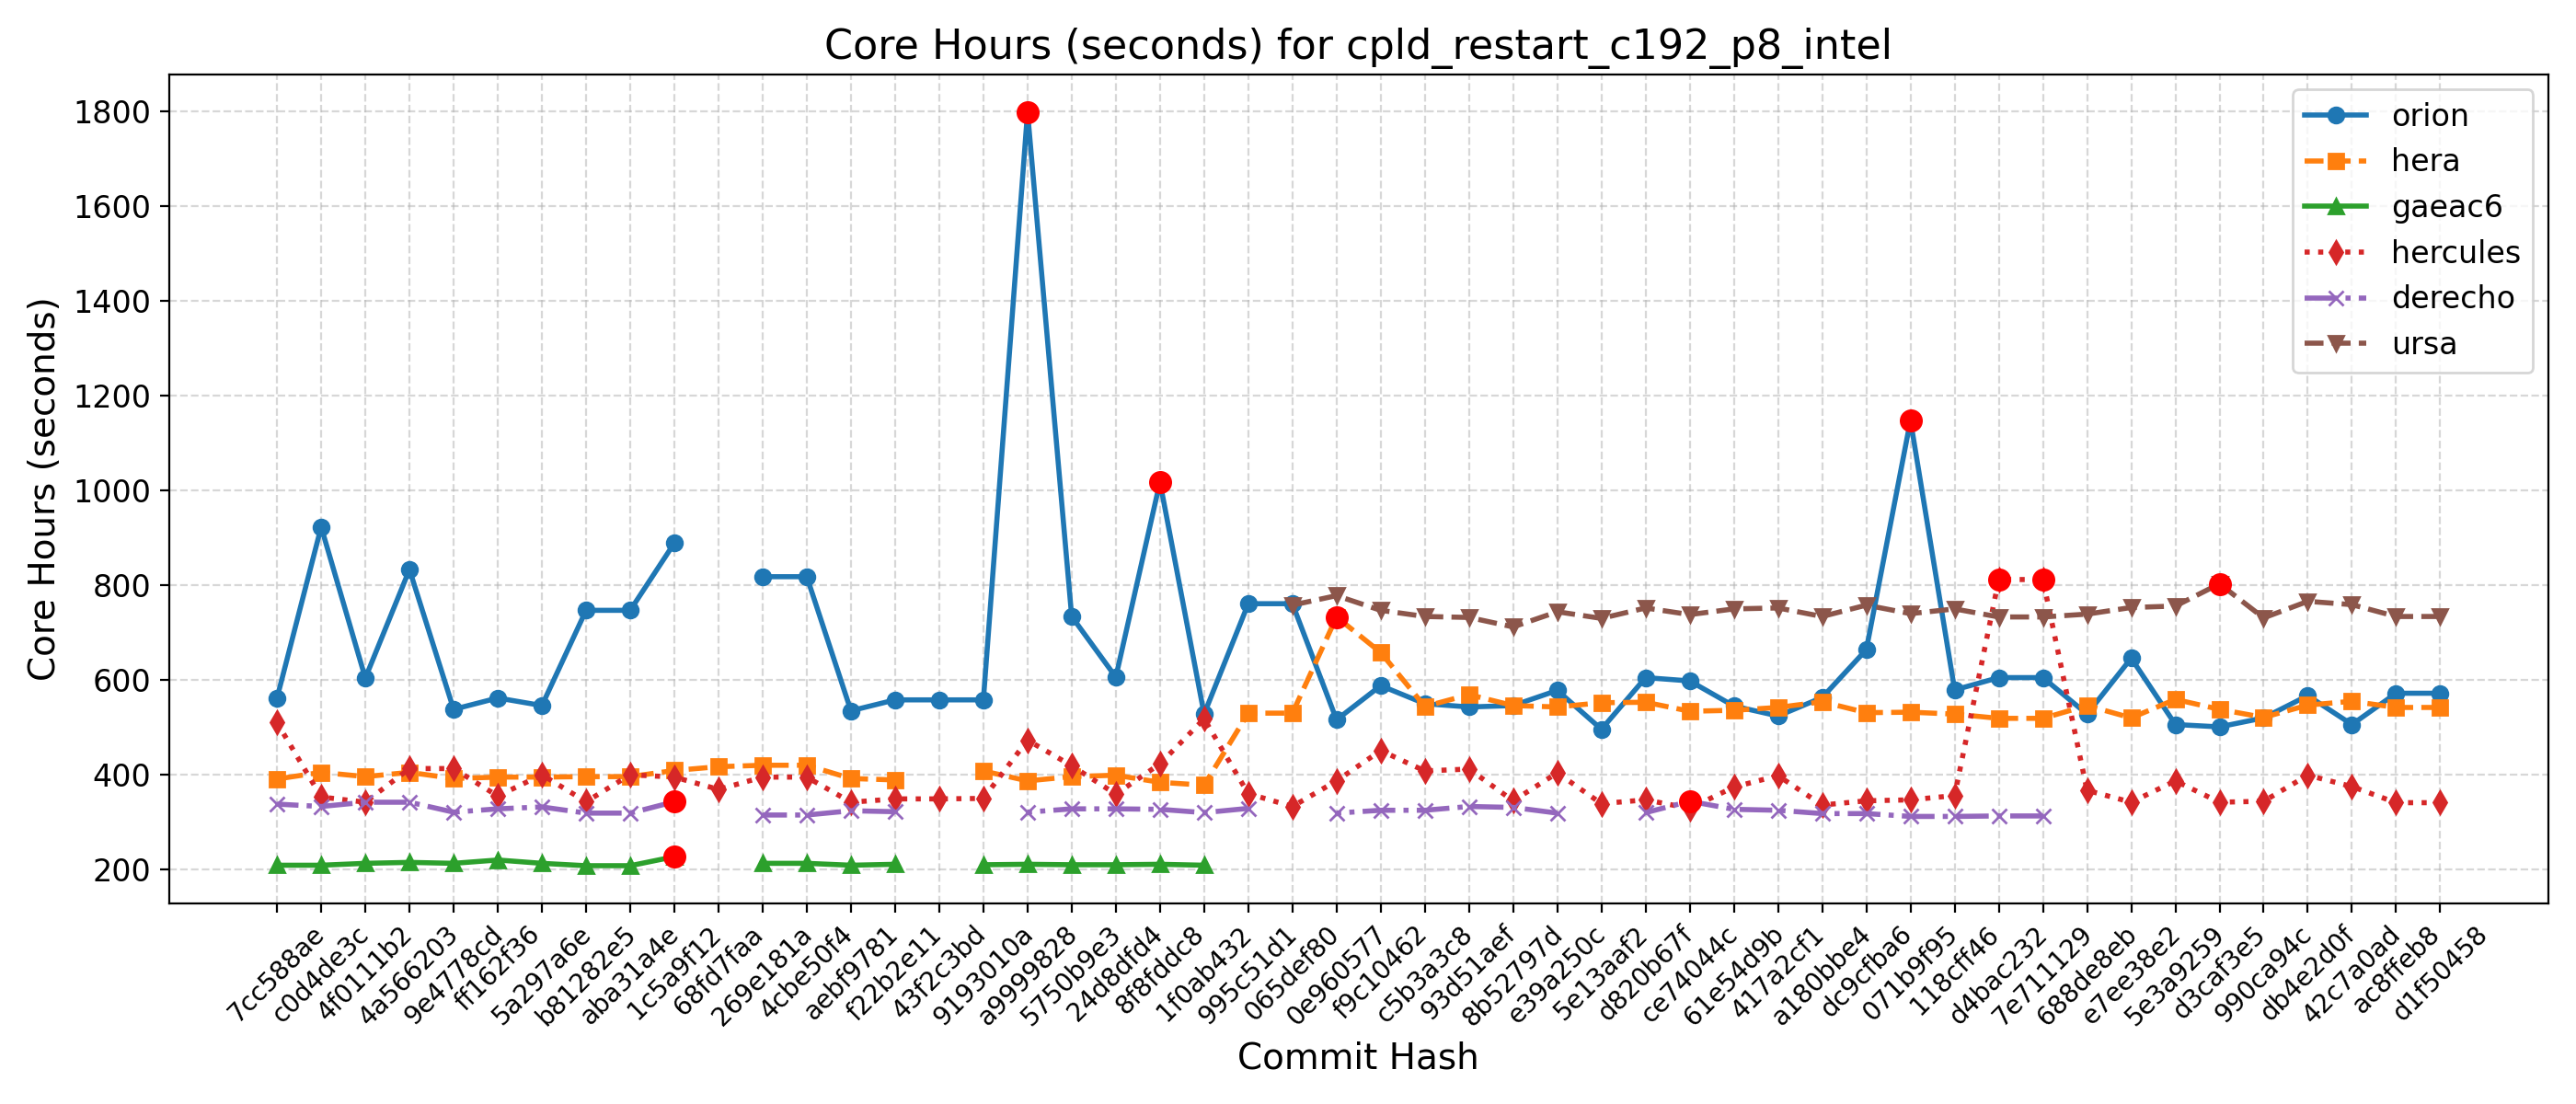 Core Hours (seconds) for cpld_restart_c192_p8_intel
Core Hours (seconds)
1800
1600
1400
1200
1000
800
600
400
200
orion
hera
gaeac6
hercules
derecho
ursa
7cc588ae
c0d4de3c
4f0111b2
4a566203
9e4778cd
ff162f36
5a297a6e
b81282e5
aba31a4e
1c5a9f12
68fd7faa
269e181a
4cbe50f4
aebf9781
f22b2e11
43f2c3bd
9193010a
a9999828
5750b9e3
24d8dfd4
8f8fddc8
1f0ab432
995c51d1
065def80
0e960577
f9c10462
c5b3a3c8
93d51aef
8b52797d
e39a250c
5e13aaf2
d820b67f
ce74044c
61e54d9b
417a2cf1
a180bbe4
dc9cfba6
071b9f95
118cff46
d4bac232
7e711129
688de8eb
e7ee38e2
5e3a9259
d3caf3e5
990ca94c
db4e2d0f
42c7a0ad
ac8ffeb8
d1f50458
Commit Hash